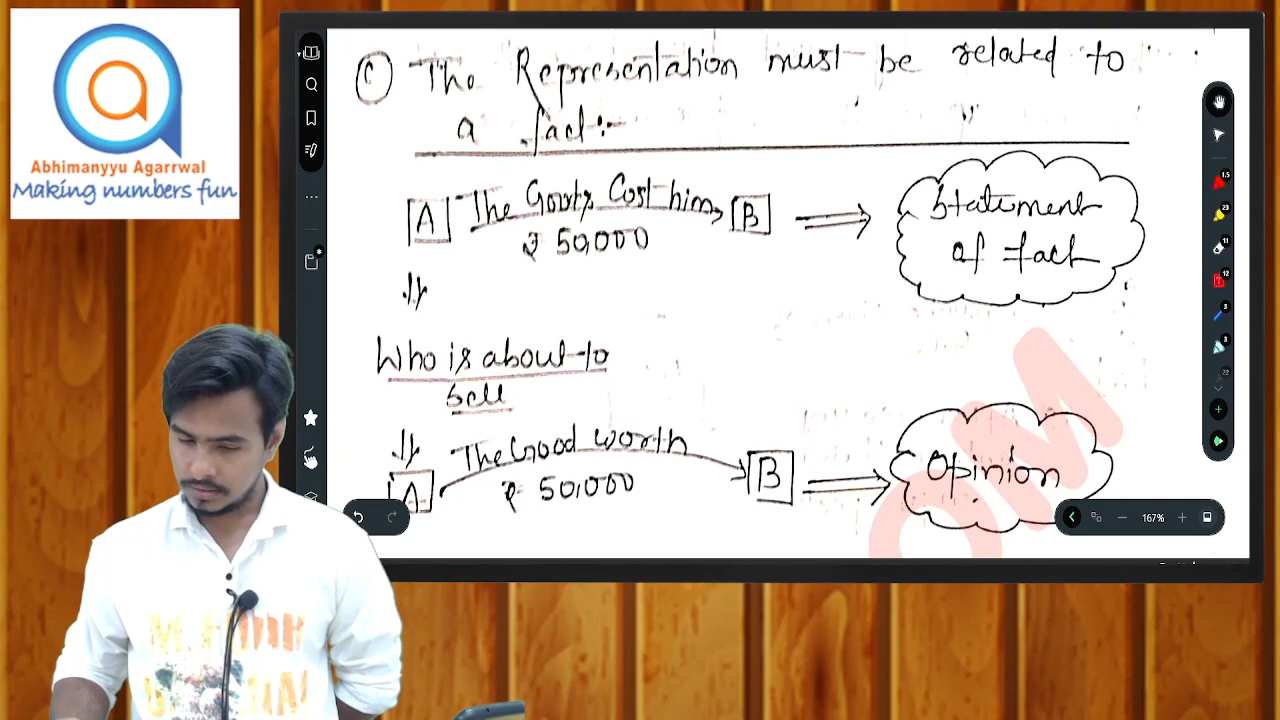 Abhimanyyu Agarrwal
Making numbers fun
(C) The Representation must be related to
a fact:-
A The Goods Cost him B
₹ 50,000
Statement
of fact
Who is about to
sell
A The Good worth B
₹ 50,000
Opinion
OM
167%